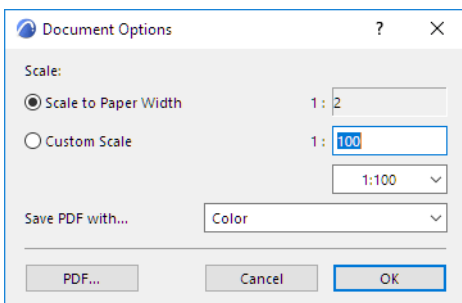 Document Options ? ×
Scale:
Scale to Paper Width 1 : 2
Custom Scale 1 : 100
1:100
Save PDF with... Color
PDF... Cancel OK